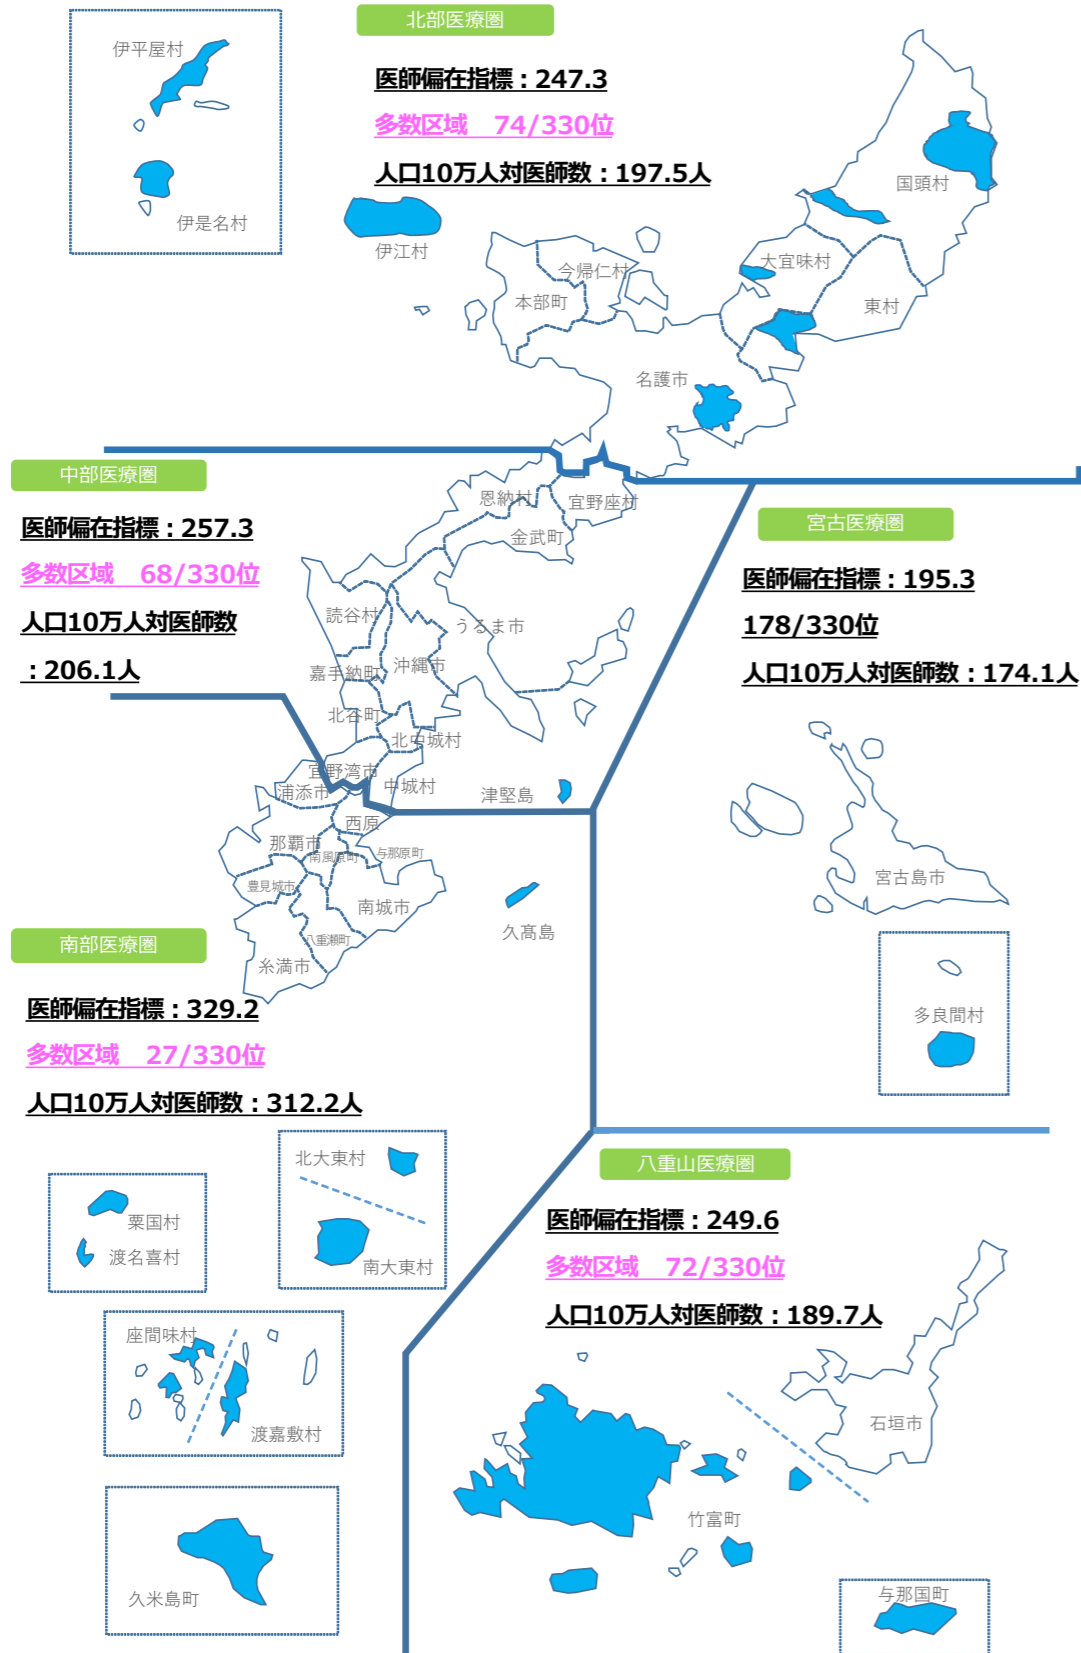 北部医療圏
医師偏在指標：247.3
多数区域　74/330位
人口10万人対医師数：197.5人
伊平屋村
伊是名村
伊江村
国頭村
大宜味村
今帰仁村
本部町
東村
名護市
中部医療圏
医師偏在指標：257.3
多数区域　68/330位
人口10万人対医師数
：206.1人
恩納村
宜野座村
金武町
読谷村
うるま市
嘉手納町
沖縄市
北谷町
北中城村
宜野湾市
中城村
津堅島
宮古医療圏
医師偏在指標：195.3
178/330位
人口10万人対医師数：174.1人
宮古島市
多良間村
浦添市
西原
那覇市
南風原町
与那原町
豊見城市
南城市
八重瀬町
糸満市
久髙島
南部医療圏
医師偏在指標：329.2
多数区域　27/330位
人口10万人対医師数：312.2人
北大東村
南大東村
粟国村
渡名喜村
座間味村
渡嘉敷村
久米島町
八重山医療圏
医師偏在指標：249.6
多数区域　72/330位
人口10万人対医師数：189.7人
石垣市
竹富町
与那国町